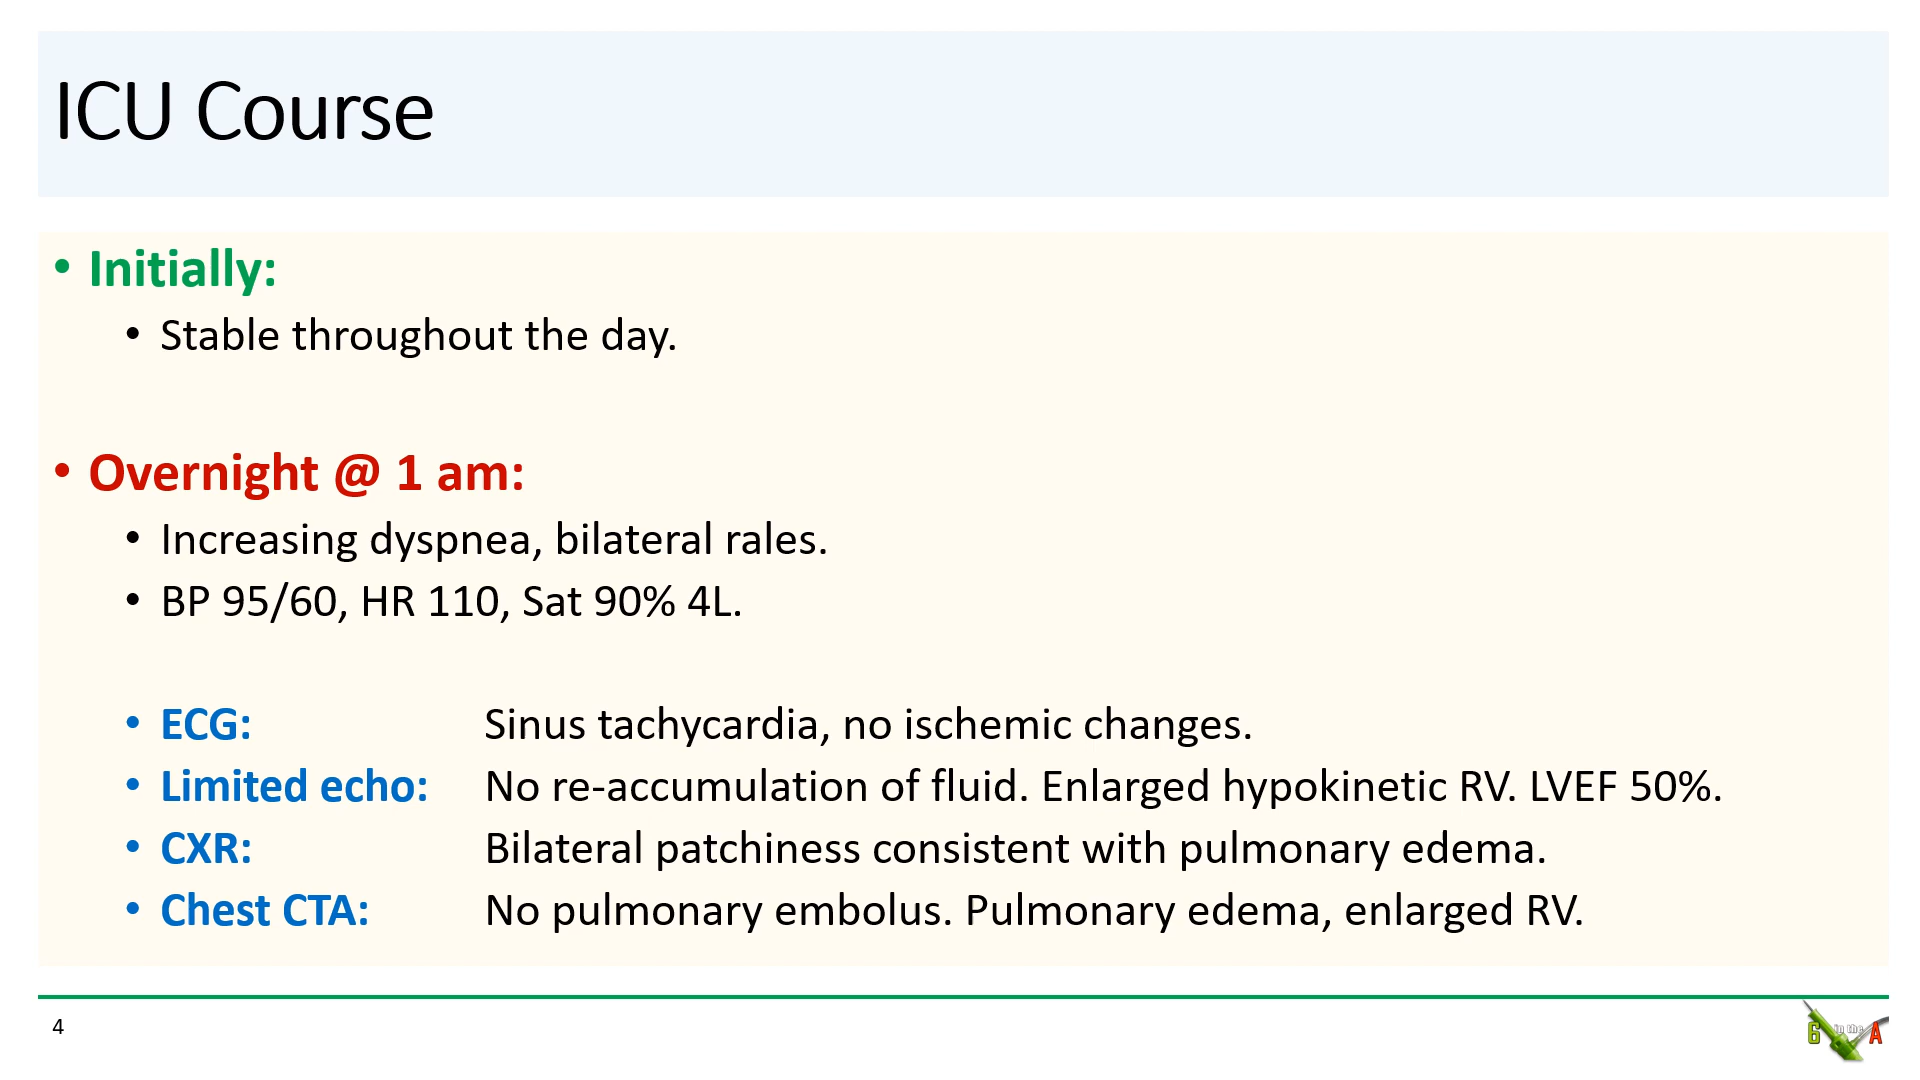 ICU Course
• Initially:
• Stable throughout the day.
• Overnight @ 1 am:
• Increasing dyspnea, bilateral rales.
• BP 95/60, HR 110, Sat 90% 4L.
• ECG: Sinus tachycardia, no ischemic changes.
• Limited echo: No re-accumulation of fluid. Enlarged hypokinetic RV. LVEF 50%.
• CXR: Bilateral patchiness consistent with pulmonary edema.
• Chest CTA: No pulmonary embolus. Pulmonary edema, enlarged RV.
4
6 in the A